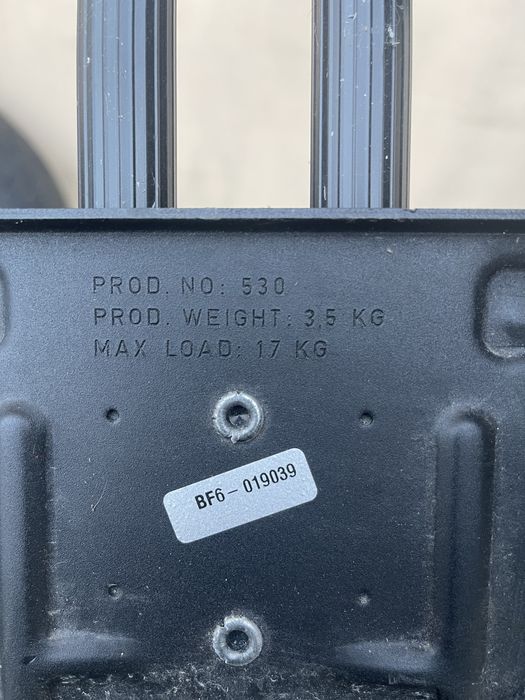 PROD. NO: 530
PROD. WEIGHT: 3,5 KG
MAX LOAD: 17 KG
BF6- 019039